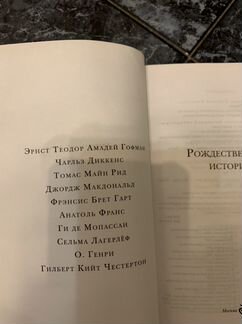 Эрнст Теодор Амадей Гофман
Чарльз Диккенс
Томас Майн Рид
Джордж Макдональд
Фрэнсис Брет Гарт
Анатоль Франс
Ги де Мопассан
Сельма Лагерлёф
О. Генри
Гилберт Кийт Честертон
Рождестве
истори
Москва